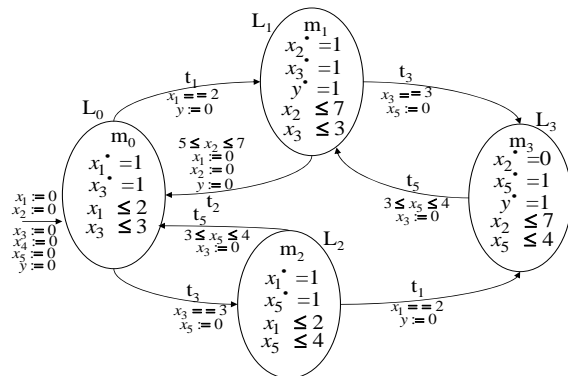 L₁
m₁
x₂˙ =1
x₃˙ =1
y˙ =1
x₂ ≤ 7
x₃ ≤ 3
t₁
x₁ == 2
y := 0
t₃
x₃ == 3
x₅ := 0
L₀
m₀
x₁˙ =1
x₃˙ =1
x₁ ≤ 2
x₃ ≤ 3
5 ≤ x₂ ≤ 7
x₁ := 0
x₂ := 0
y := 0
t₂
L₃
m₃
x₂˙ =0
x₅˙ =1
y˙ =1
x₂ ≤ 7
x₅ ≤ 4
x₁ := 0
x₂ := 0
x₃ := 0
x₄ := 0
x₅ := 0
y := 0
t₅
3 ≤ x₅ ≤ 4
x₃ := 0
t₅
3 ≤ x₅ ≤ 4
x₃ := 0
L₂
m₂
x₁˙ =1
x₅˙ =1
x₁ ≤ 2
x₅ ≤ 4
t₃
x₃ == 3
x₅ := 0
t₁
x₁ == 2
y := 0